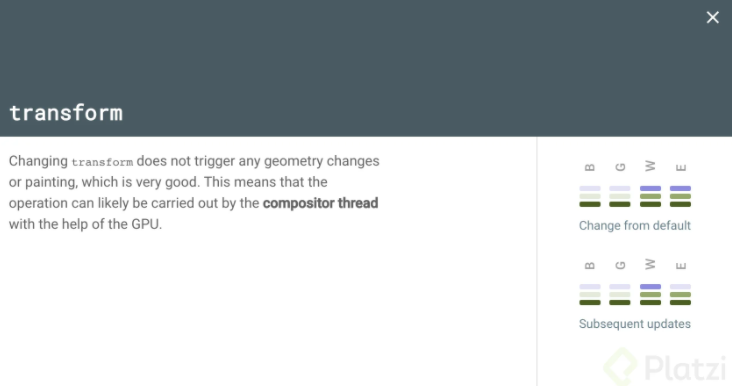 transform
Changing transform does not trigger any geometry changes
or painting, which is very good. This means that the
operation can likely be carried out by the compositor thread
with the help of the GPU.
B G W E
Change from default
B G W E
Subsequent updates
Platzi